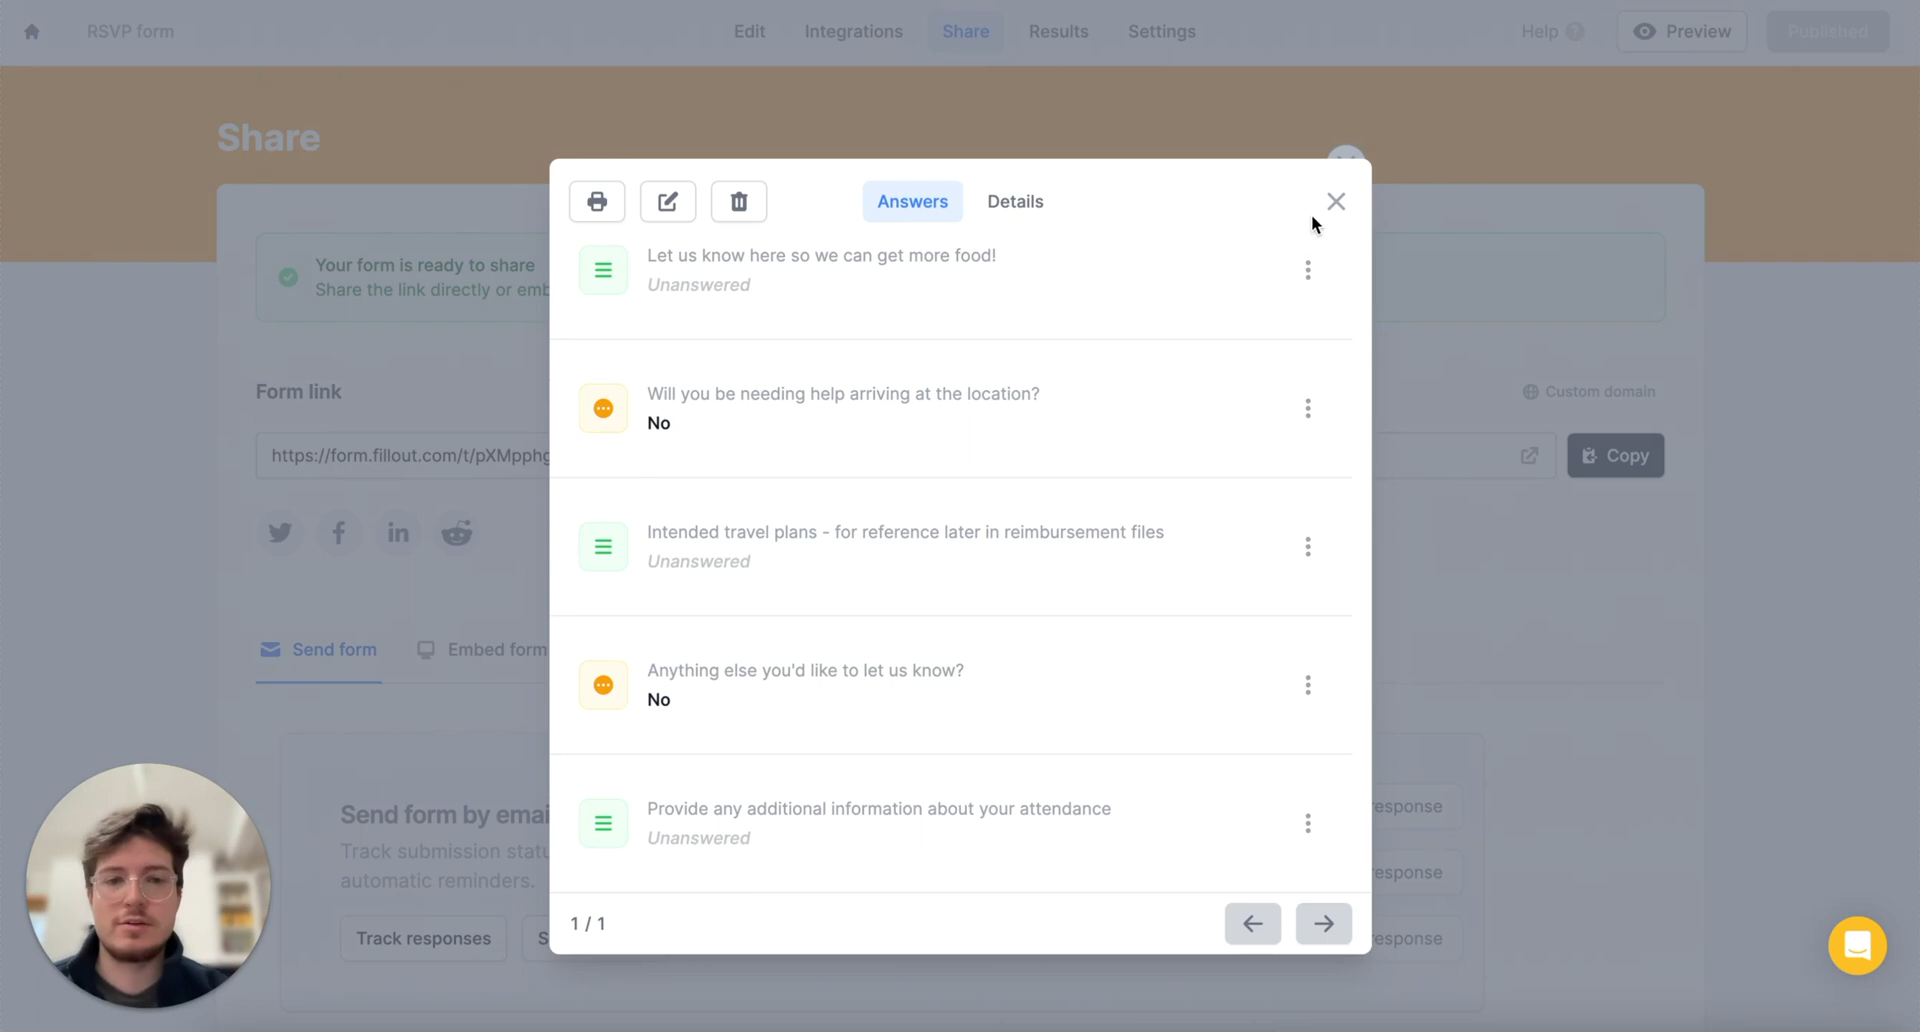 RSVP form
Edit
Integrations
Share
Results
Settings
Help ?
Preview
Published
Share
Your form is ready to share
Share the link directly or emb
Form link
Custom domain
https://form.fillout.com/t/pXMpphg
Copy
Send form
Embed form
Send form by emai
Track submission statu
automatic reminders.
Track responses
S
response
response
response
Answers
Details
Let us know here so we can get more food!
Unanswered
Will you be needing help arriving at the location?
No
Intended travel plans - for reference later in reimbursement files
Unanswered
Anything else you'd like to let us know?
No
Provide any additional information about your attendance
Unanswered
1 / 1